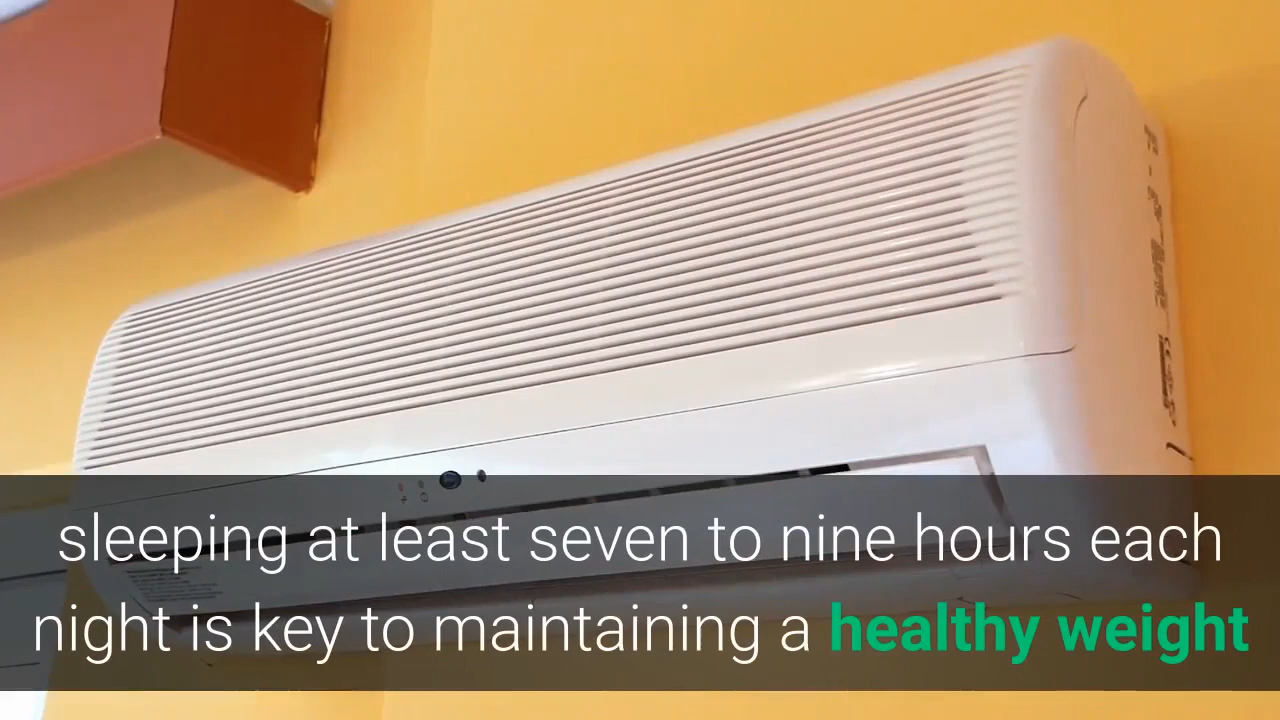 sleeping at least seven to nine hours each
night is key to maintaining a healthy weight